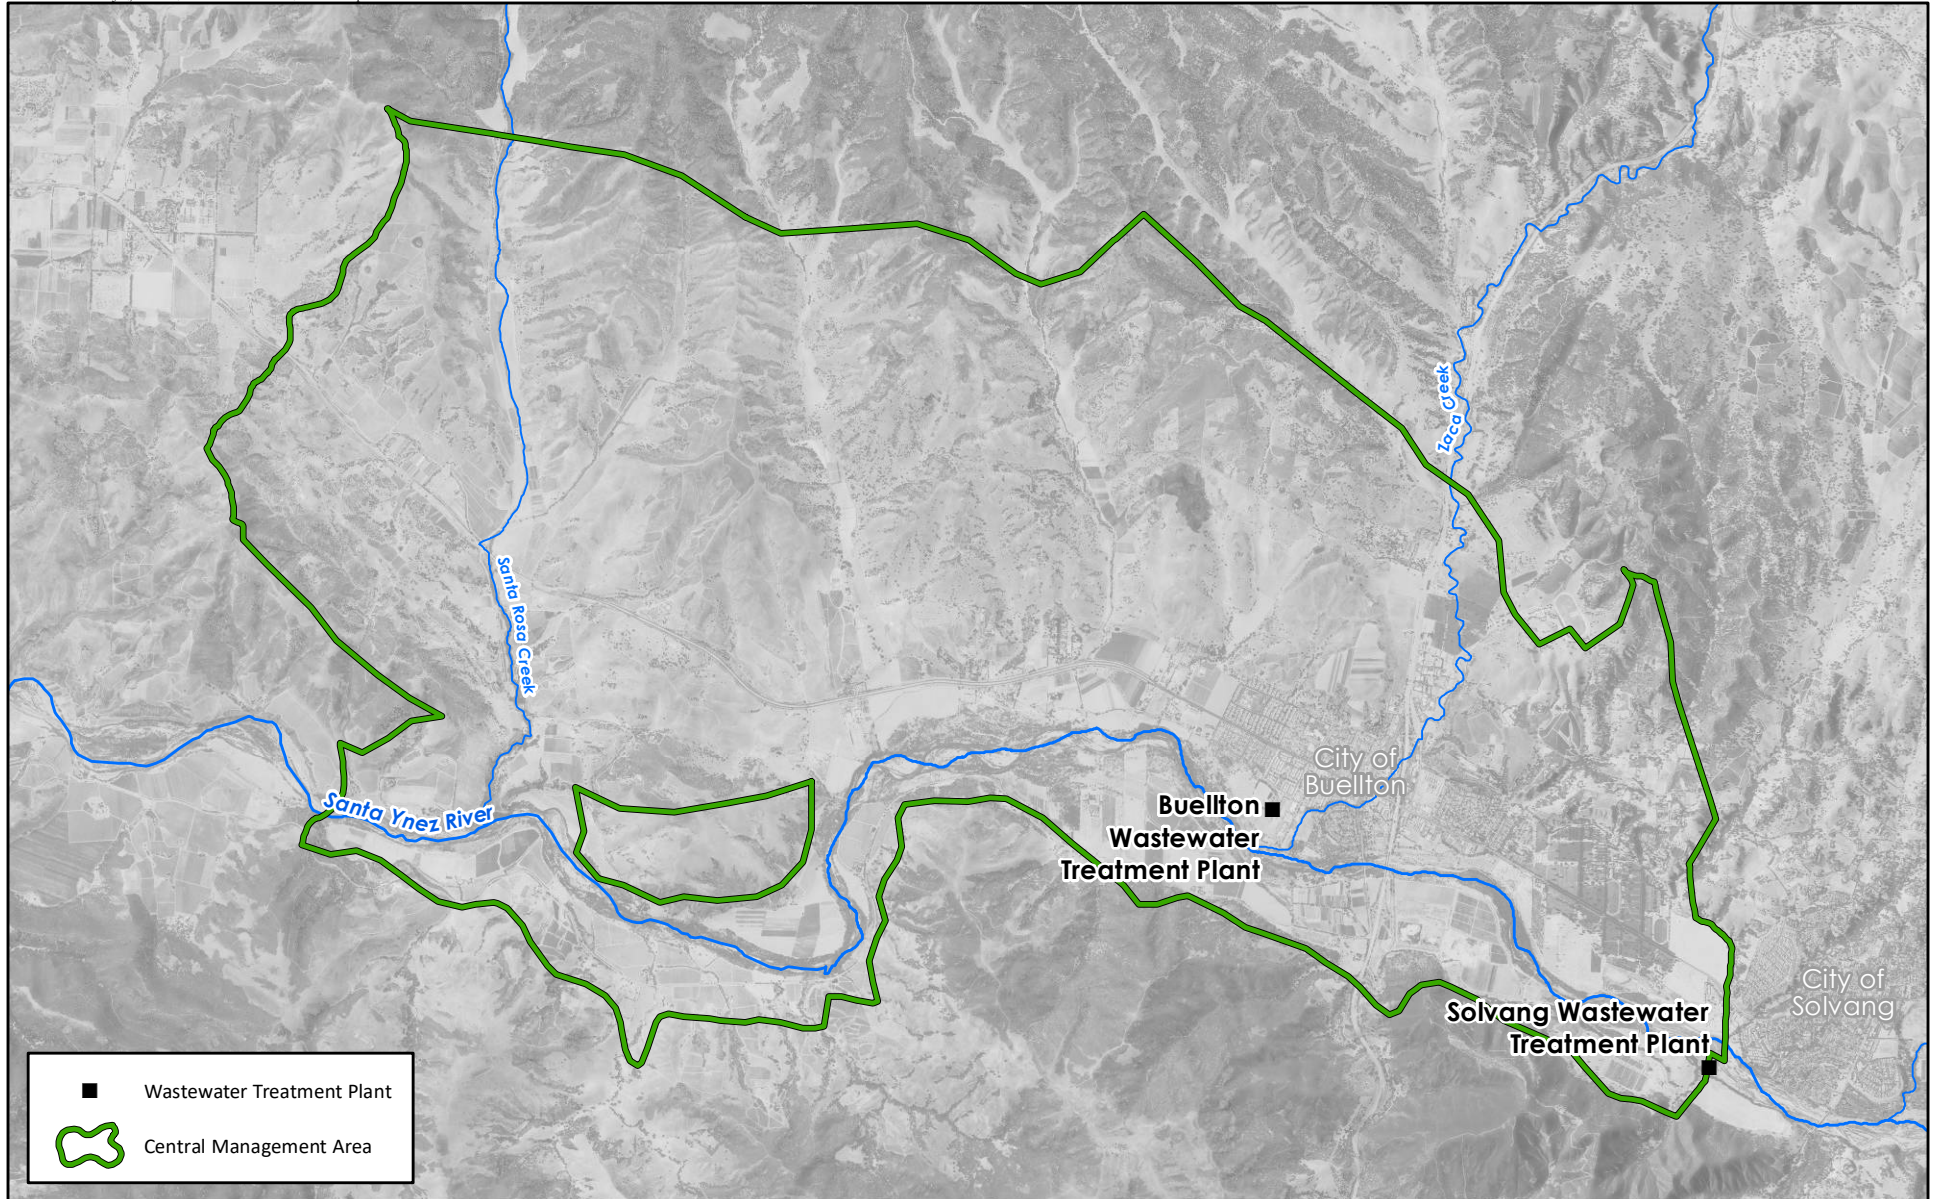 Zaca Creek
Santa Rosa Creek
City of
Buellton
Buellton
Wastewater
Treatment Plant
Santa Ynez River
City of
Solvang
Solvang Wastewater
Treatment Plant
Wastewater Treatment Plant
Central Management Area